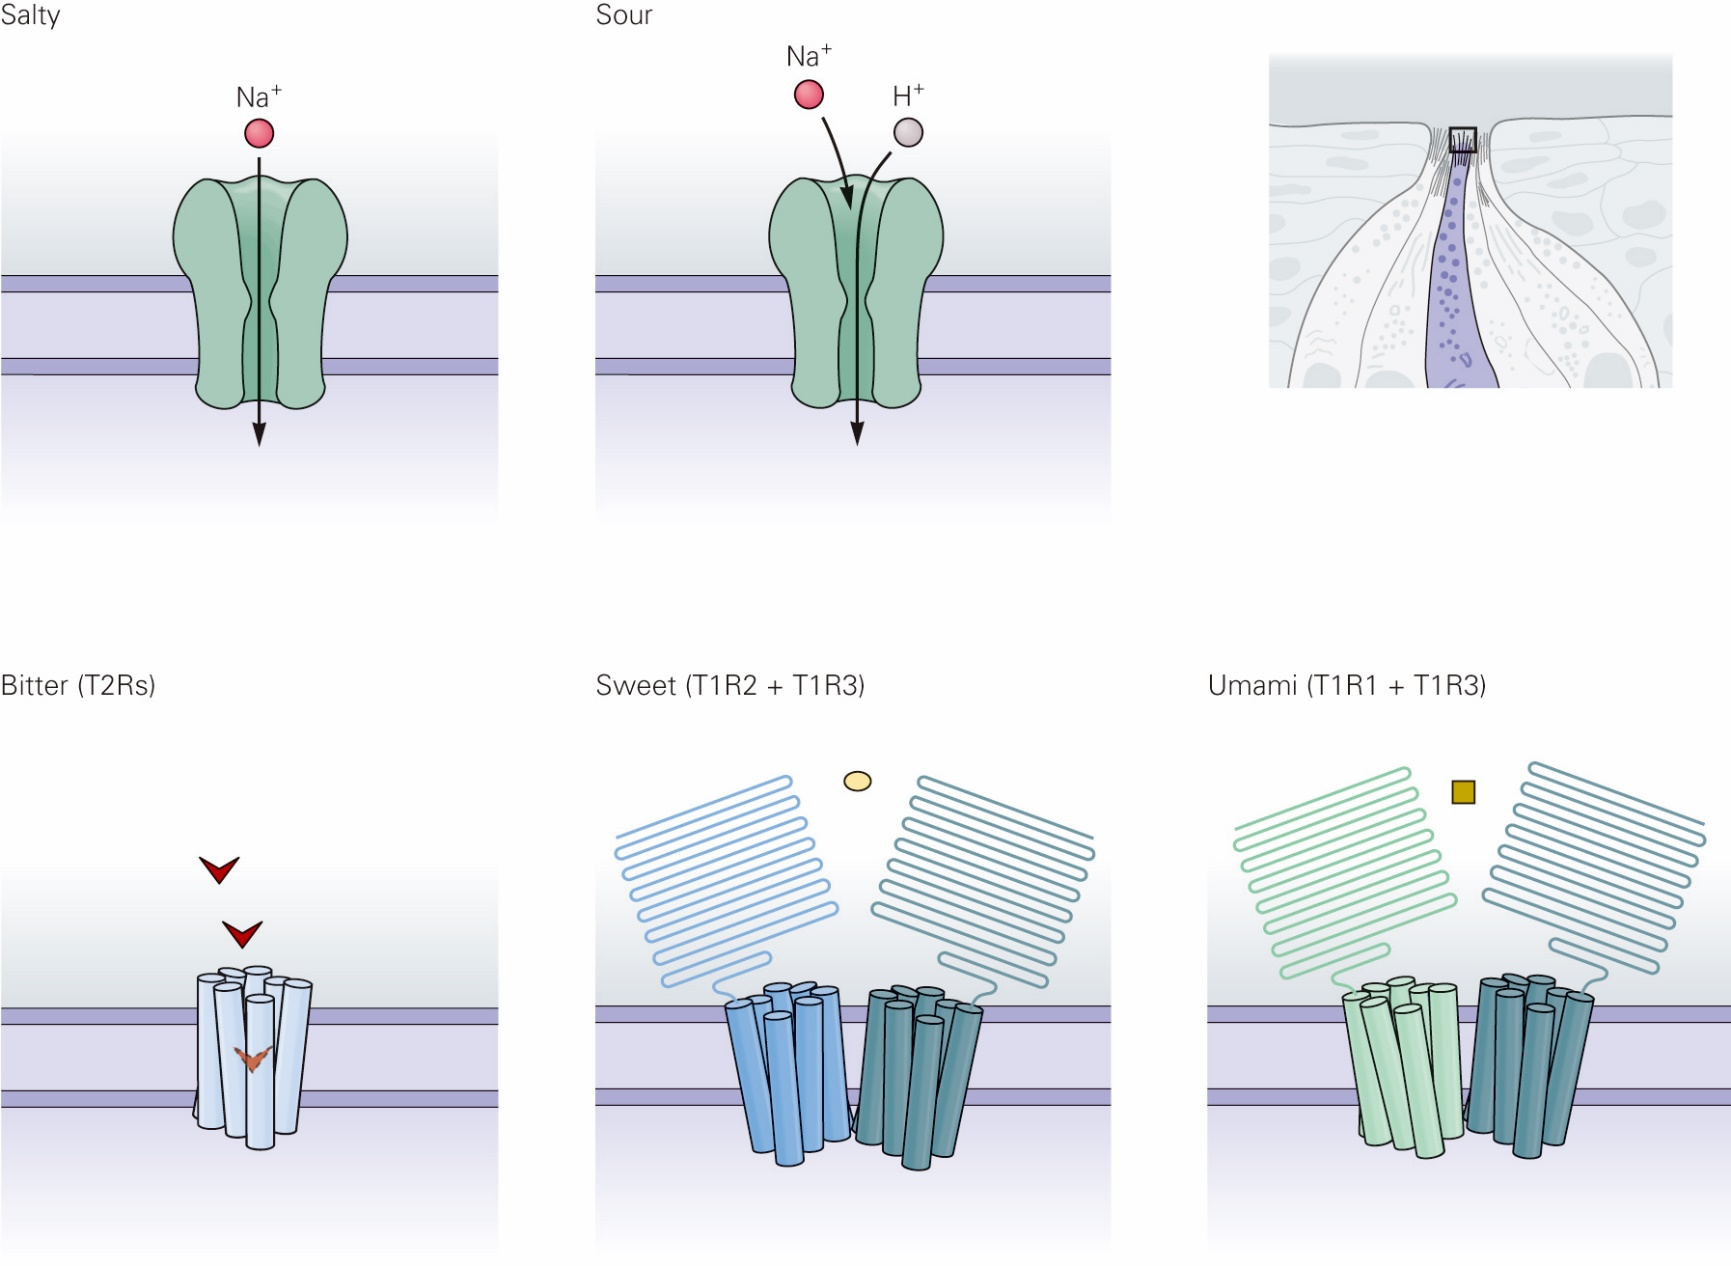 Salty
Na⁺
Sour
Na⁺
H⁺
Bitter (T2Rs)
Sweet (T1R2 + T1R3)
Umami (T1R1 + T1R3)